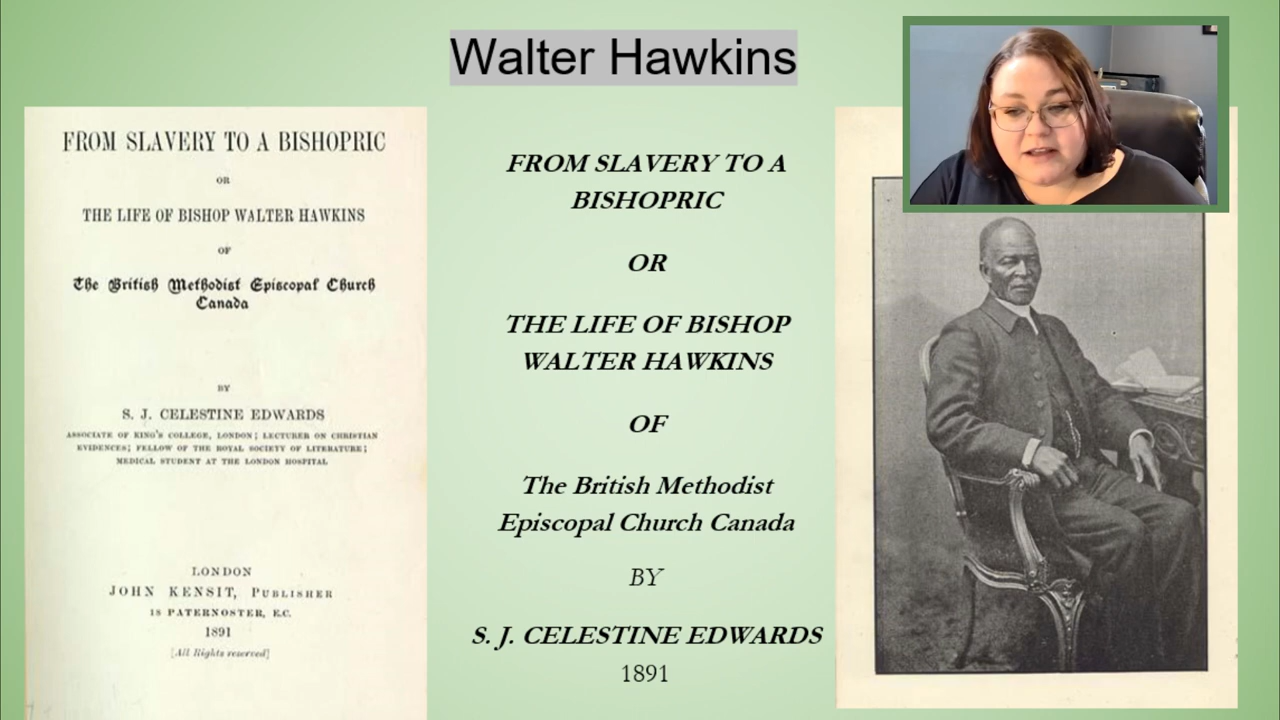 Walter Hawkins
FROM SLAVERY TO A BISHOPRIC
OR
THE LIFE OF BISHOP WALTER HAWKINS
OF
The British Methodist Episcopal Church
Canada
BY
S. J. CELESTINE EDWARDS
ASSOCIATE OF KING'S COLLEGE, LONDON; LECTURER ON CHRISTIAN
EVIDENCES; FELLOW OF THE ROYAL SOCIETY OF LITERATURE;
MEDICAL STUDENT AT THE LONDON HOSPITAL
LONDON
JOHN KENSIT, PUBLISHER
18 PATERNOSTER, E.C.
1891
[All Rights reserved]
FROM SLAVERY TO A
BISHOPRIC
OR
THE LIFE OF BISHOP
WALTER HAWKINS
OF
The British Methodist
Episcopal Church Canada
BY
S. J. CELESTINE EDWARDS
1891